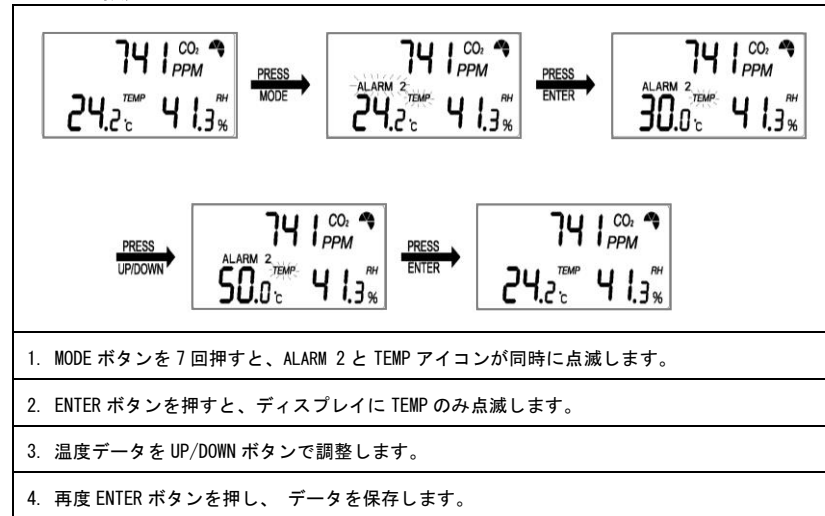 741 CO₂ PPM
24.2℃ TEMP 41.3% RH
PRESS
MODE
741 CO₂ PPM
ALARM 2
24.2℃ TEMP 41.3% RH
PRESS
ENTER
741 CO₂ PPM
ALARM 2
30.0℃ TEMP 41.3% RH
PRESS
UP/DOWN
741 CO₂ PPM
ALARM 2
50.0℃ TEMP 41.3% RH
PRESS
ENTER
741 CO₂ PPM
24.2℃ TEMP 41.3% RH
1. MODE ボタンを 7 回押すと、ALARM 2 と TEMP アイコンが同時に点滅します。
2. ENTER ボタンを押すと、ディスプレイに TEMP のみ点滅します。
3. 温度データを UP/DOWN ボタンで調整します。
4. 再度 ENTER ボタンを押し、 データを保存します。